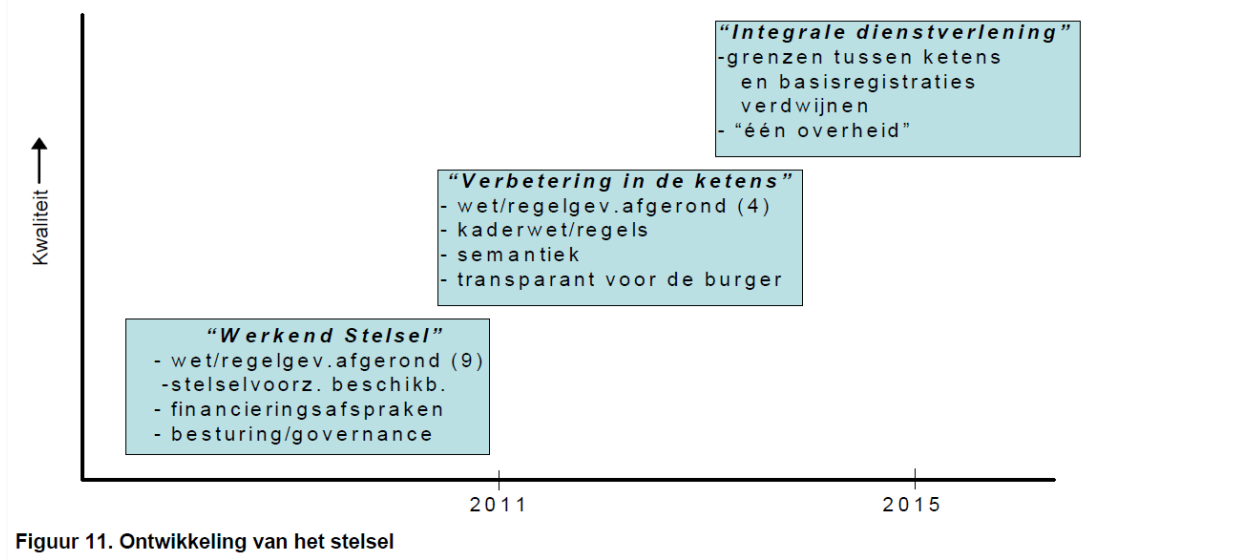 “Integrale dienstverlening”
-grenzen tussen ketens
en basisregistraties
verdwijnen
- “één overheid”
“Verbetering in de ketens”
- wet/regelgev.afgerond (4)
- kaderwet/regels
- semantiek
- transparant voor de burger
Kwaliteit
“Werkend Stelsel”
- wet/regelgev.afgerond (9)
-stelselvoorz. beschikb.
- financieringsafspraken
- besturing/governance
2011
2015
Figuur 11. Ontwikkeling van het stelsel